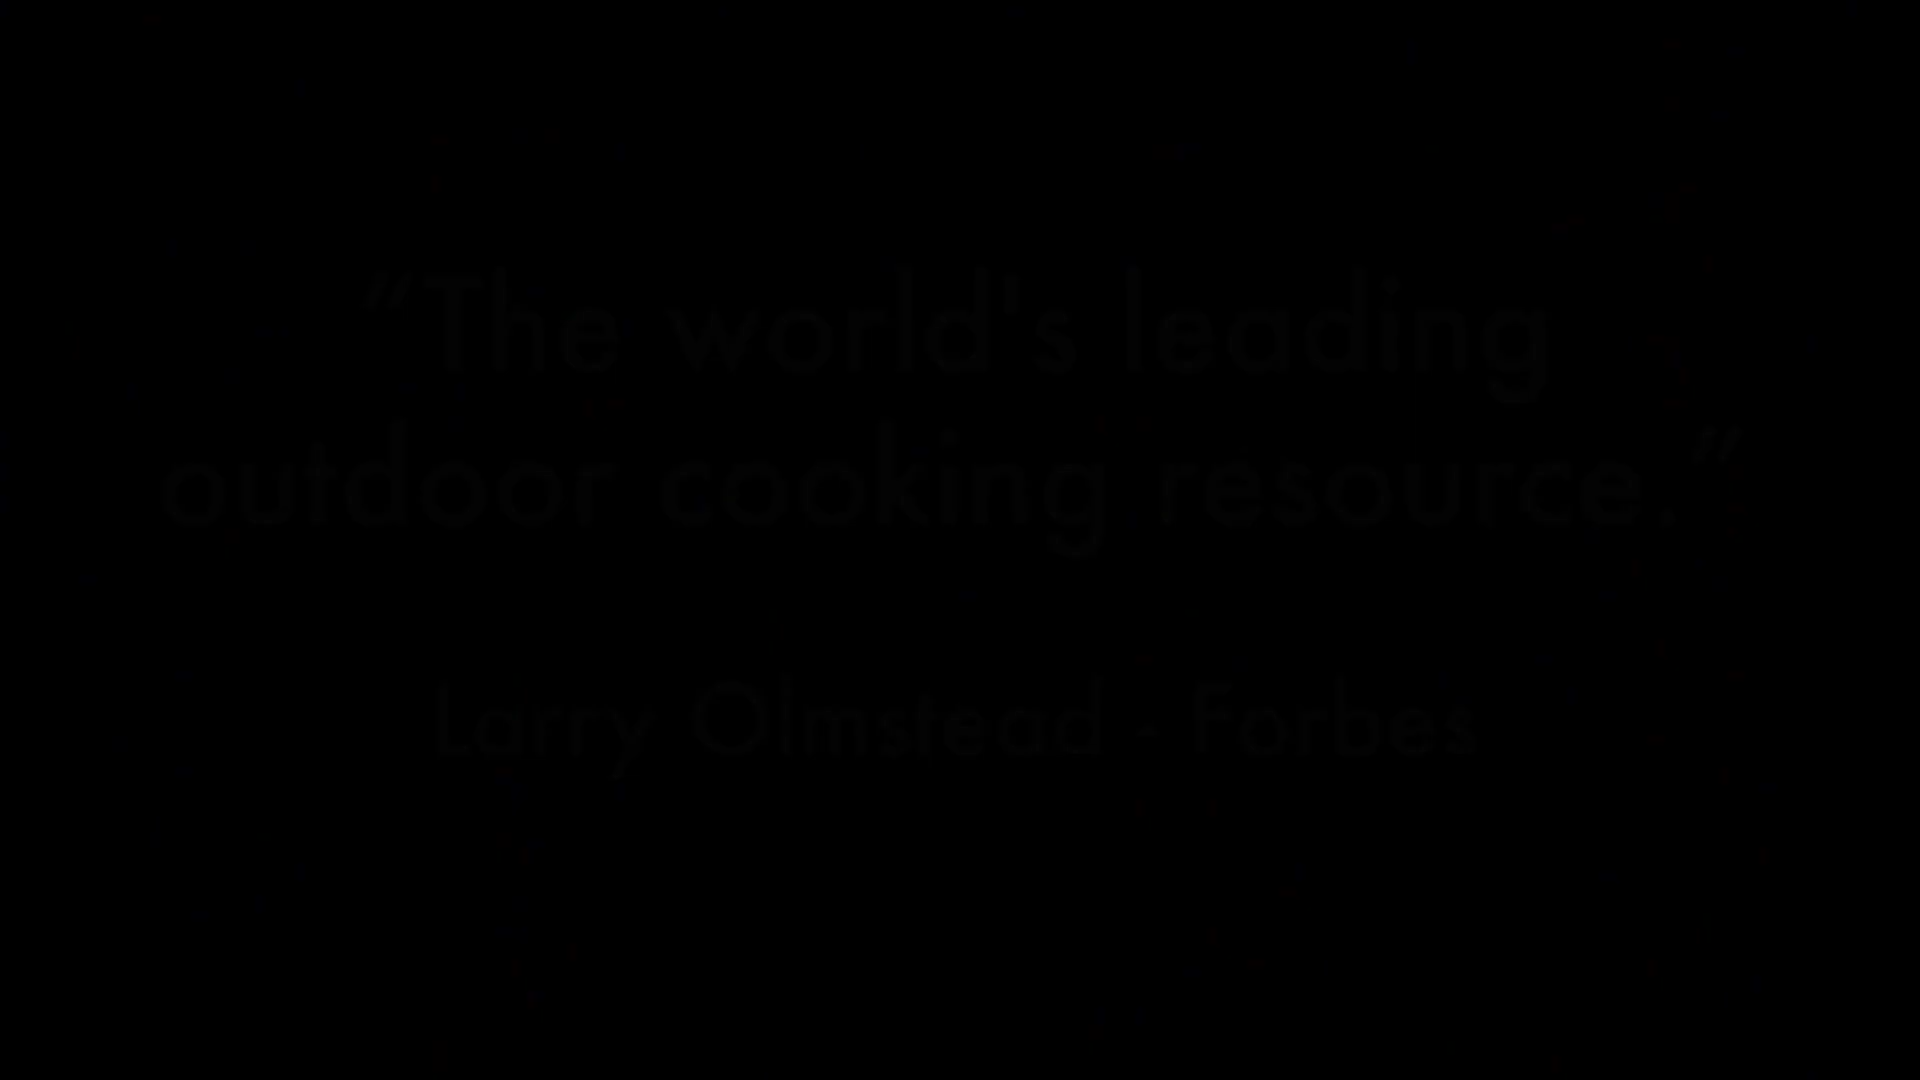 “The world's leading
outdoor cooking resource.”
Larry Olmstead - Forbes